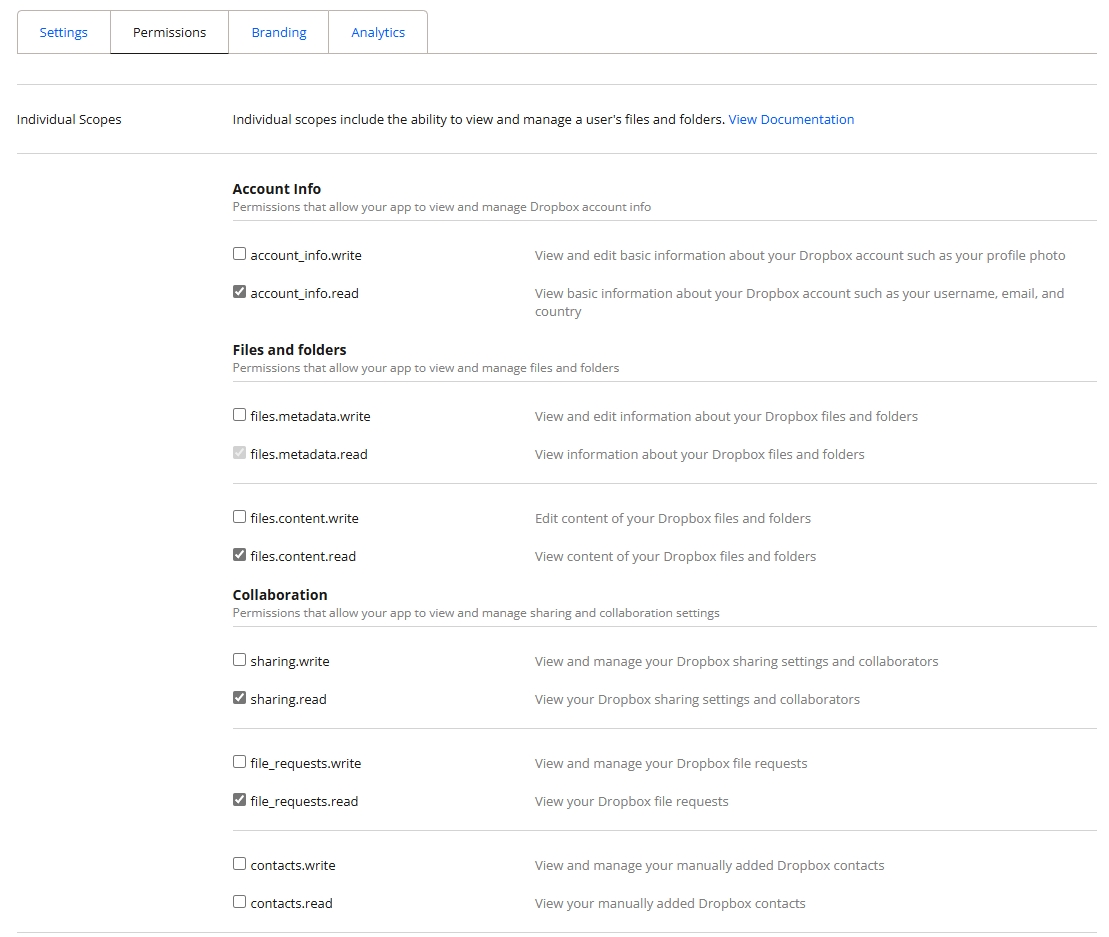 Settings
Permissions
Branding
Analytics
Individual Scopes
Individual scopes include the ability to view and manage a user's files and folders. View Documentation
Account Info
Permissions that allow your app to view and manage Dropbox account info
account_info.write
View and edit basic information about your Dropbox account such as your profile photo
account_info.read
View basic information about your Dropbox account such as your username, email, and
country
Files and folders
Permissions that allow your app to view and manage files and folders
files.metadata.write
View and edit information about your Dropbox files and folders
files.metadata.read
View information about your Dropbox files and folders
files.content.write
Edit content of your Dropbox files and folders
files.content.read
View content of your Dropbox files and folders
Collaboration
Permissions that allow your app to view and manage sharing and collaboration settings
sharing.write
View and manage your Dropbox sharing settings and collaborators
sharing.read
View your Dropbox sharing settings and collaborators
file_requests.write
View and manage your Dropbox file requests
file_requests.read
View your Dropbox file requests
contacts.write
View and manage your manually added Dropbox contacts
contacts.read
View your manually added Dropbox contacts